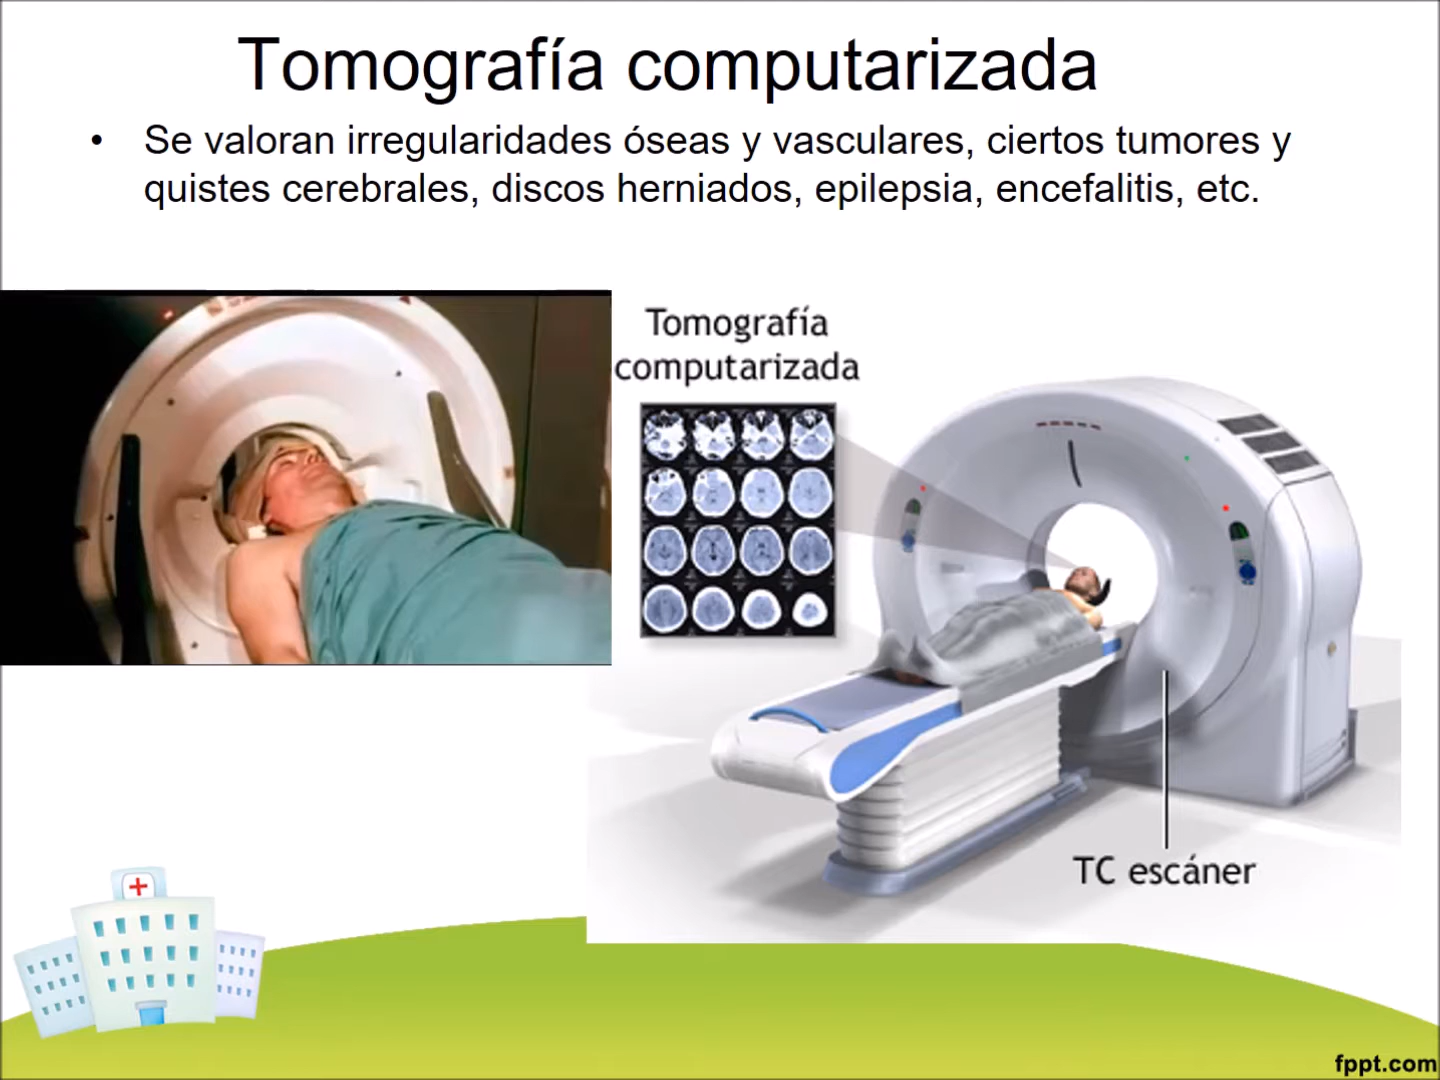 Tomografía computarizada
• Se valoran irregularidades óseas y vasculares, ciertos tumores y
quistes cerebrales, discos herniados, epilepsia, encefalitis, etc.
Tomografía
computarizada
TC escáner
fppt.com